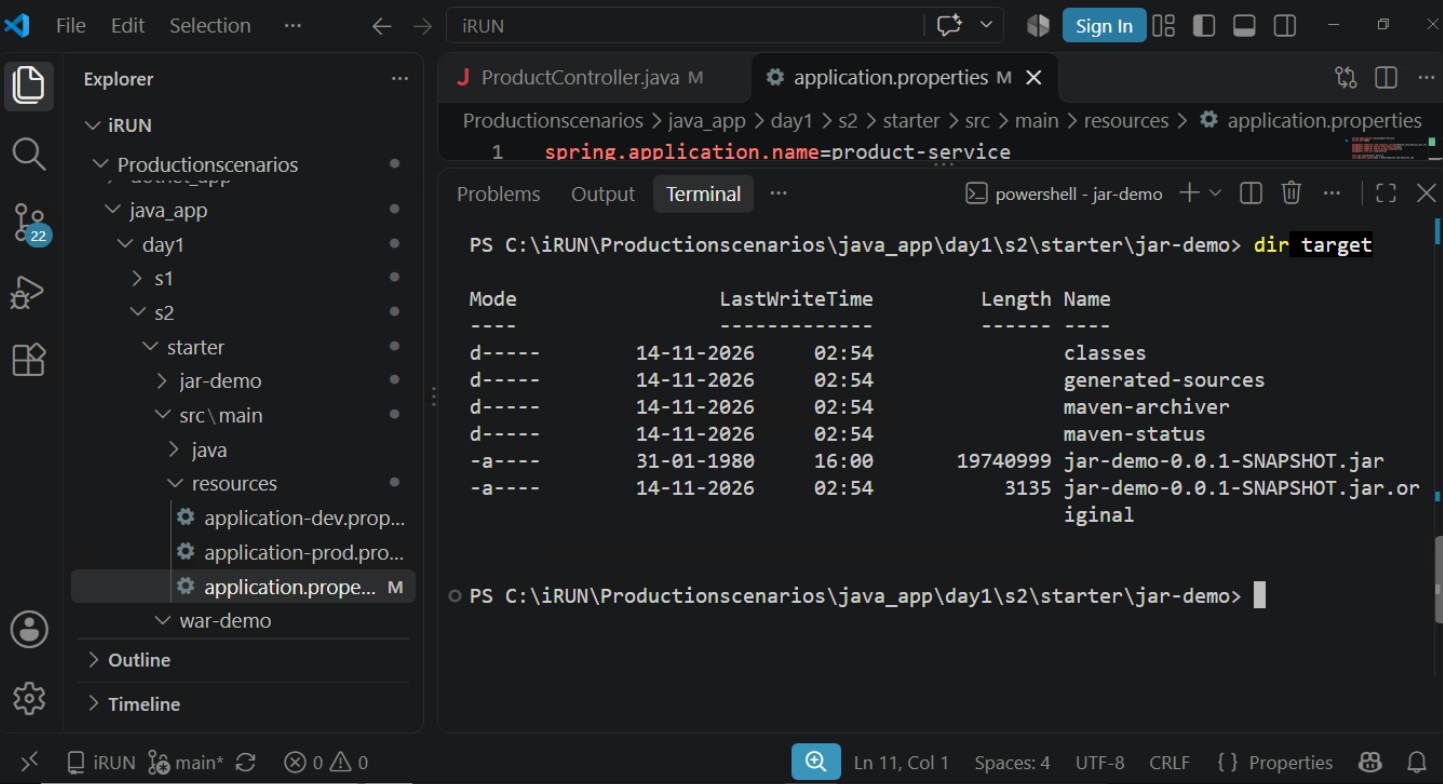 File Edit Selection ··· iRUN Sign In
Explorer ···
iRUN
Productionscenarios
java_app
day1
s1
s2
starter
jar-demo
src\main
java
resources
application-dev.prop...
application-prod.pro...
application.prope... M
war-demo
Outline
Timeline
22
ProductController.java M application.properties M
Productionscenarios > java_app > day1 > s2 > starter > src > main > resources > application.properties
1 spring.application.name=product-service
Problems Output Terminal ··· powershell - jar-demo
PS C:\iRUN\Productionscenarios\java_app\day1\s2\starter\jar-demo> dir target
Mode LastWriteTime Length Name
---- ------------- ------ ----
d----- 14-11-2026 02:54 classes
d----- 14-11-2026 02:54 generated-sources
d----- 14-11-2026 02:54 maven-archiver
d----- 14-11-2026 02:54 maven-status
-a---- 31-01-1980 16:00 19740999 jar-demo-0.0.1-SNAPSHOT.jar
-a---- 14-11-2026 02:54 3135 jar-demo-0.0.1-SNAPSHOT.jar.or
iginal
PS C:\iRUN\Productionscenarios\java_app\day1\s2\starter\jar-demo>
iRUN main* 0 0 Ln 11, Col 1 Spaces: 4 UTF-8 CRLF {} Properties